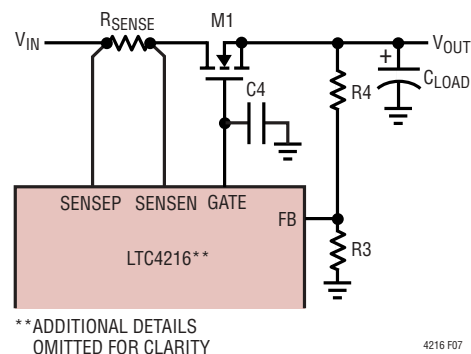 RSENSE
M1
VIN
VOUT
+
CLOAD
R4
C4
SENSEP SENSEN GATE
FB
LTC4216**
R3
**ADDITIONAL DETAILS
OMITTED FOR CLARITY
4216 F07